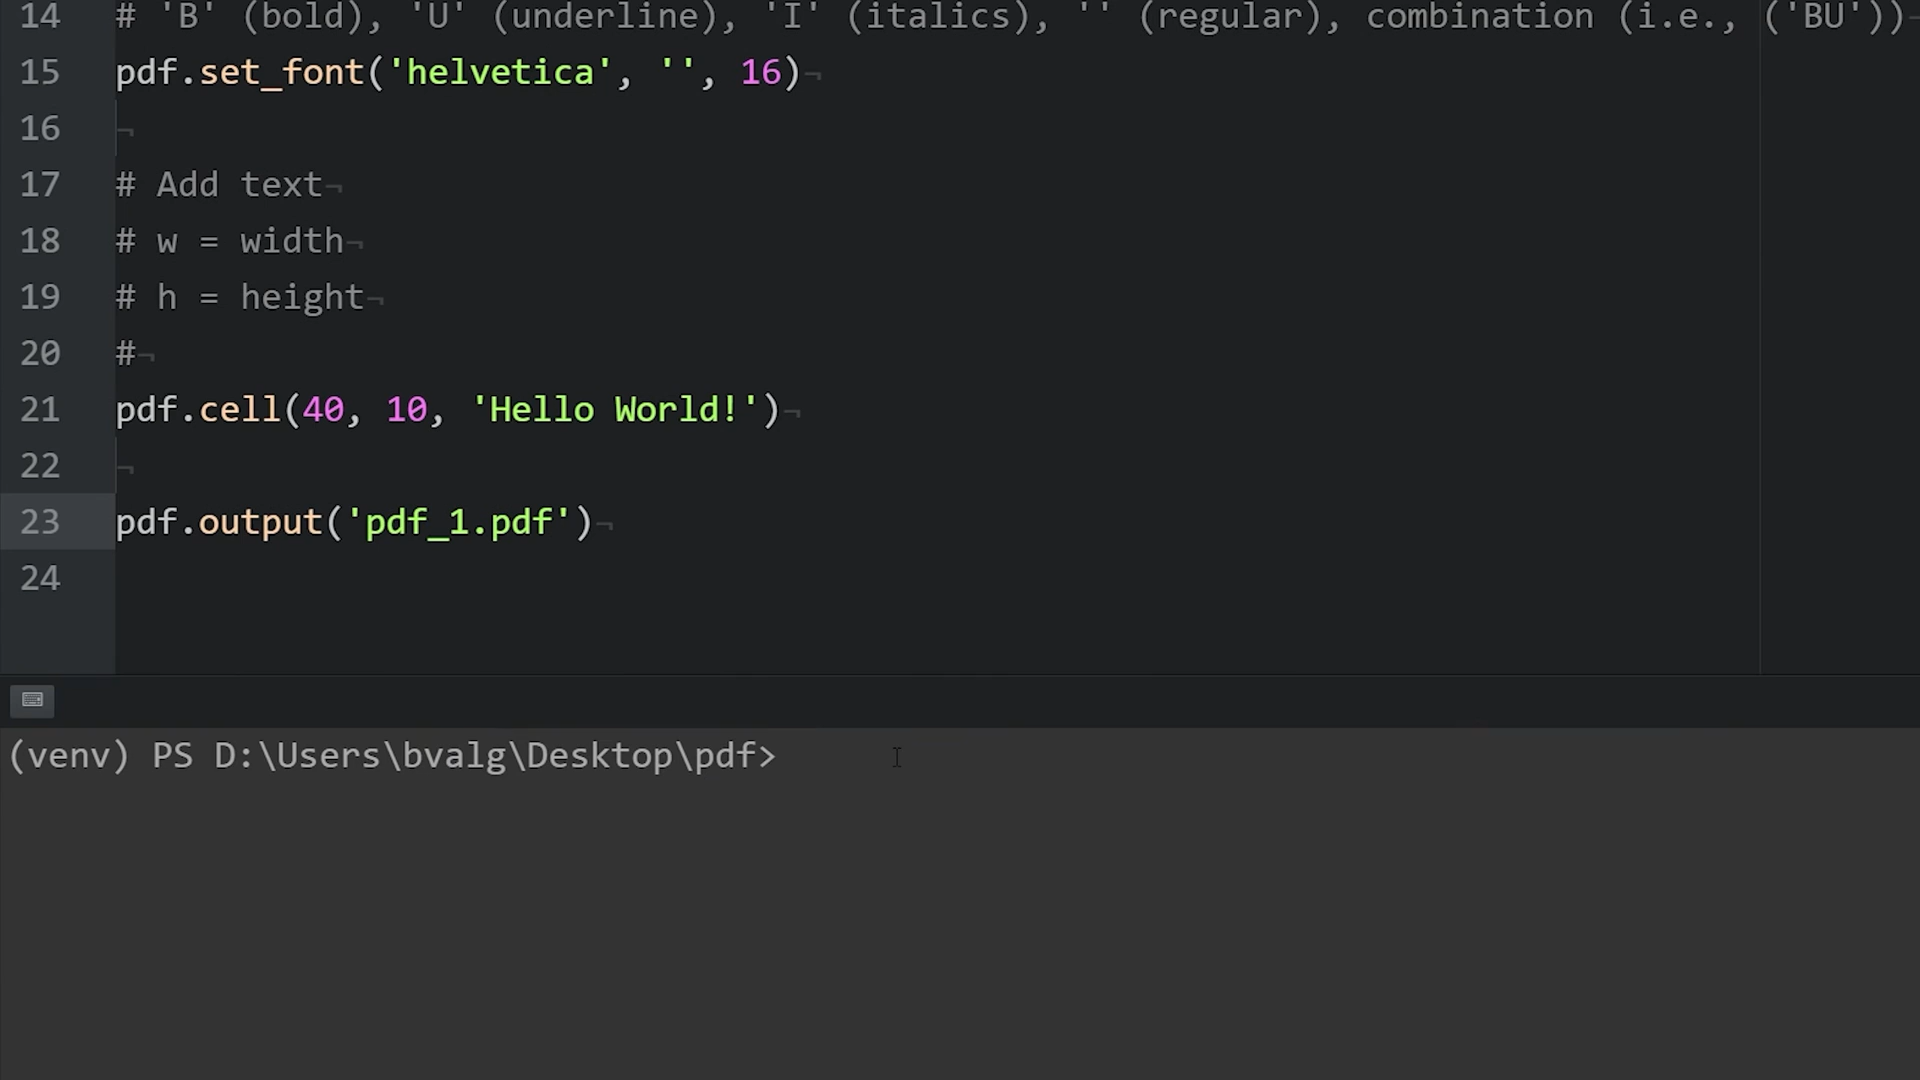 14 # 'B' (bold), 'U' (underline), 'I' (italics), '' (regular), combination (i.e., ('BU'))¬
15 pdf.set_font('helvetica', '', 16)¬
16 ¬
17 # Add text¬
18 # w = width¬
19 # h = height¬
20 #¬
21 pdf.cell(40, 10, 'Hello World!')¬
22 ¬
23 pdf.output('pdf_1.pdf')¬
24
(venv) PS D:\Users\bvalg\Desktop\pdf>